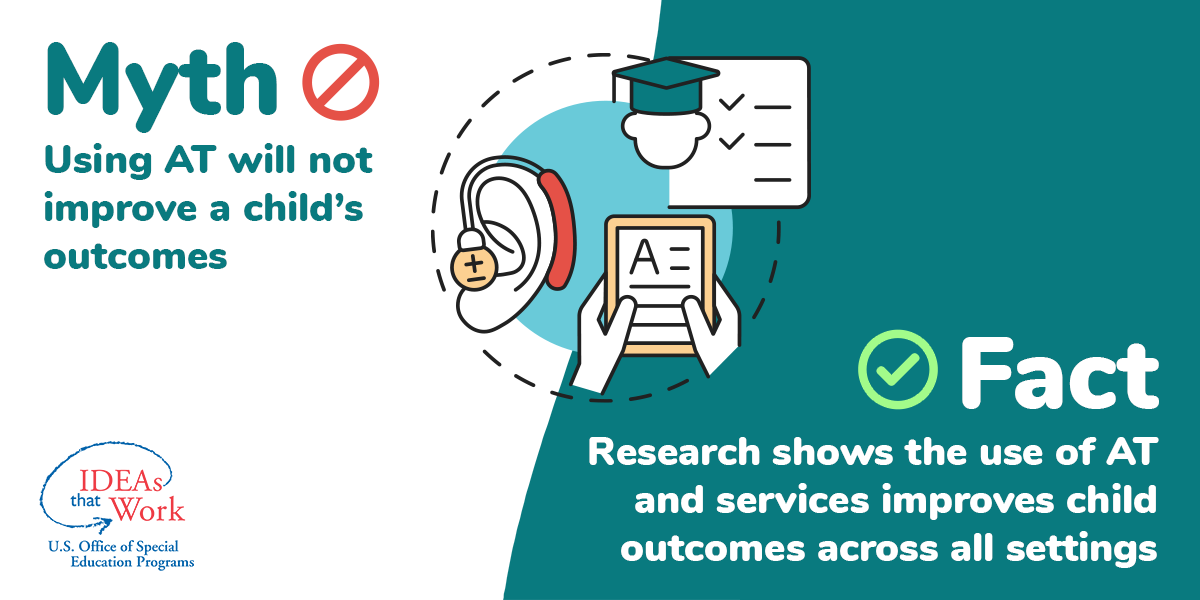 Myth
Using AT will not
improve a child’s
outcomes
A
Fact
Research shows the use of AT
and services improves child
outcomes across all settings
IDEAs
that Work
U.S. Office of Special
Education Programs